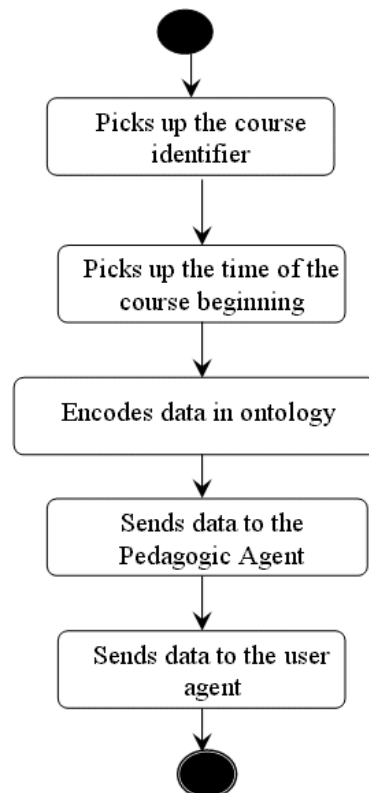 Picks up the course
identifier
Picks up the time of the
course beginning
Encodes data in ontology
Sends data to the
Pedagogic Agent
Sends data to the user
agent